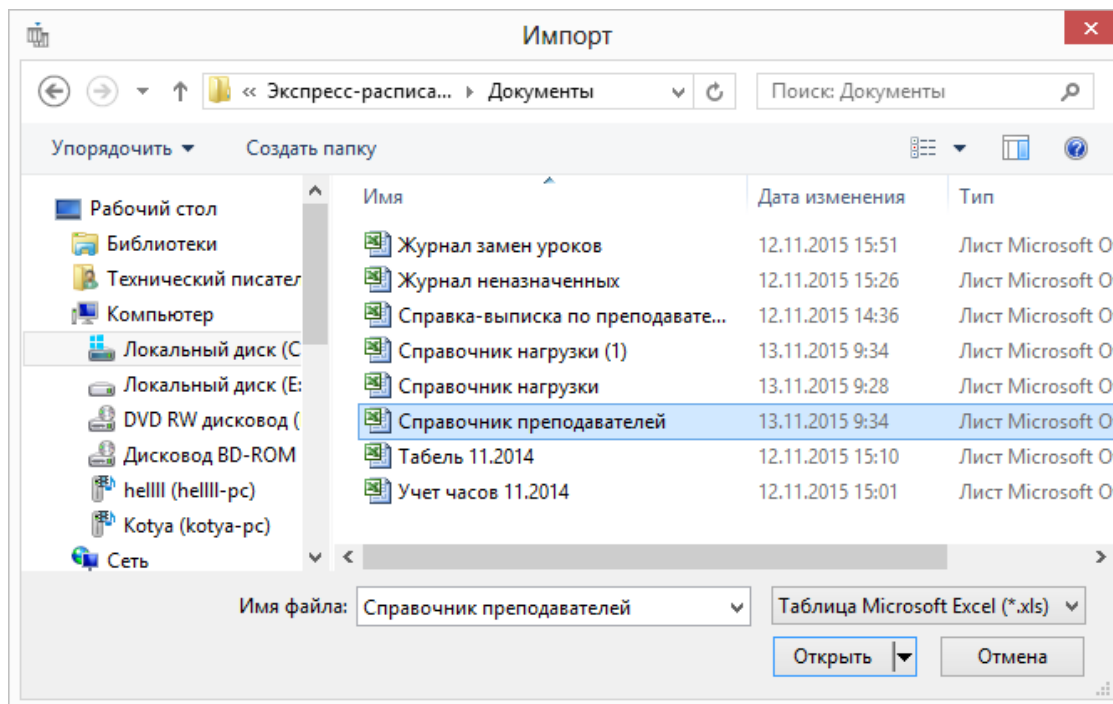 Импорт
« Экспресс-расписа... Документы
Поиск: Документы
Упорядочить
Создать папку
Рабочий стол
Библиотеки
Технический писател
Компьютер
Локальный диск (C
Локальный диск (E:
DVD RW дисковод (
Дисковод BD-ROM
hellll (hellll-pc)
Kotya (kotya-pc)
Сеть
Имя Дата изменения Тип
Журнал замен уроков 12.11.2015 15:51 Лист Microsoft O
Журнал неназначенных 12.11.2015 15:26 Лист Microsoft O
Справка-выписка по преподавате... 12.11.2015 14:36 Лист Microsoft O
Справочник нагрузки (1) 13.11.2015 9:34 Лист Microsoft O
Справочник нагрузки 13.11.2015 9:28 Лист Microsoft O
Справочник преподавателей 13.11.2015 9:34 Лист Microsoft O
Табель 11.2014 12.11.2015 15:10 Лист Microsoft O
Учет часов 11.2014 12.11.2015 15:01 Лист Microsoft O
Имя файла: Справочник преподавателей Таблица Microsoft Excel (*.xls)
Открыть Отмена